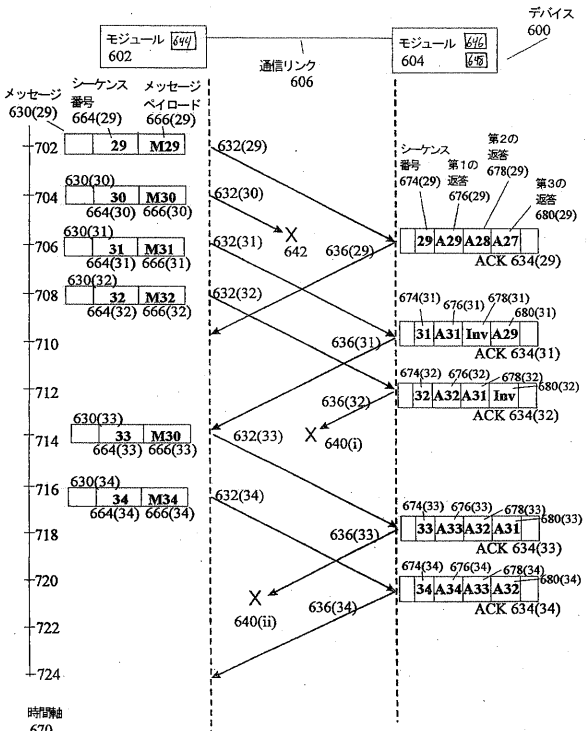 デバイス
600
モジュール 644
602
通信リンク
606
モジュール 646
604 648
メッセージ
630(29)
シーケンス
番号
664(29)
メッセージ
ペイロード
666(29)
702
29 M29
632(29)
シーケンス
番号
674(29)
第1の
返答
676(29)
第2の
返答
678(29)
第3の
返答
680(29)
704
630(30)
30 M30
664(30) 666(30)
632(30)
642
29 A29 A28 A27
ACK 634(29)
636(29)
706
630(31)
31 M31
664(31) 666(31)
632(31)
708
630(32)
32 M32
664(32) 666(32)
632(32)
674(31) 676(31) 678(31) 680(31)
31 A31 Inv A29
ACK 634(31)
636(31)
710
674(32) 676(32) 678(32) 680(32)
32 A32 A31 Inv
ACK 634(32)
636(32)
640(i)
712
714
630(33)
33 M30
664(33) 666(33)
632(33)
716
630(34)
34 M34
664(34) 666(34)
632(34)
674(33) 676(33) 678(33) 680(33)
33 A33 A32 A31
ACK 634(33)
636(33)
718
674(34) 676(34) 678(34) 680(34)
34 A34 A33 A32
ACK 634(34)
636(34)
640(ii)
720
722
724
時間軸
670